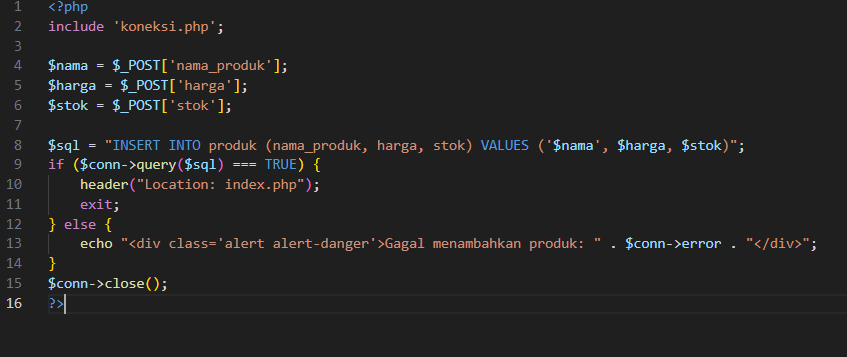 1 <?php
2 include 'koneksi.php';
3
4 $nama = $_POST['nama_produk'];
5 $harga = $_POST['harga'];
6 $stok = $_POST['stok'];
7
8 $sql = "INSERT INTO produk (nama_produk, harga, stok) VALUES ('$nama', $harga, $stok)";
9 if ($conn->query($sql) === TRUE) {
10     header("Location: index.php");
11     exit;
12 } else {
13     echo "<div class='alert alert-danger'>Gagal menambahkan produk: " . $conn->error . "</div>";
14 }
15 $conn->close();
16 ?>